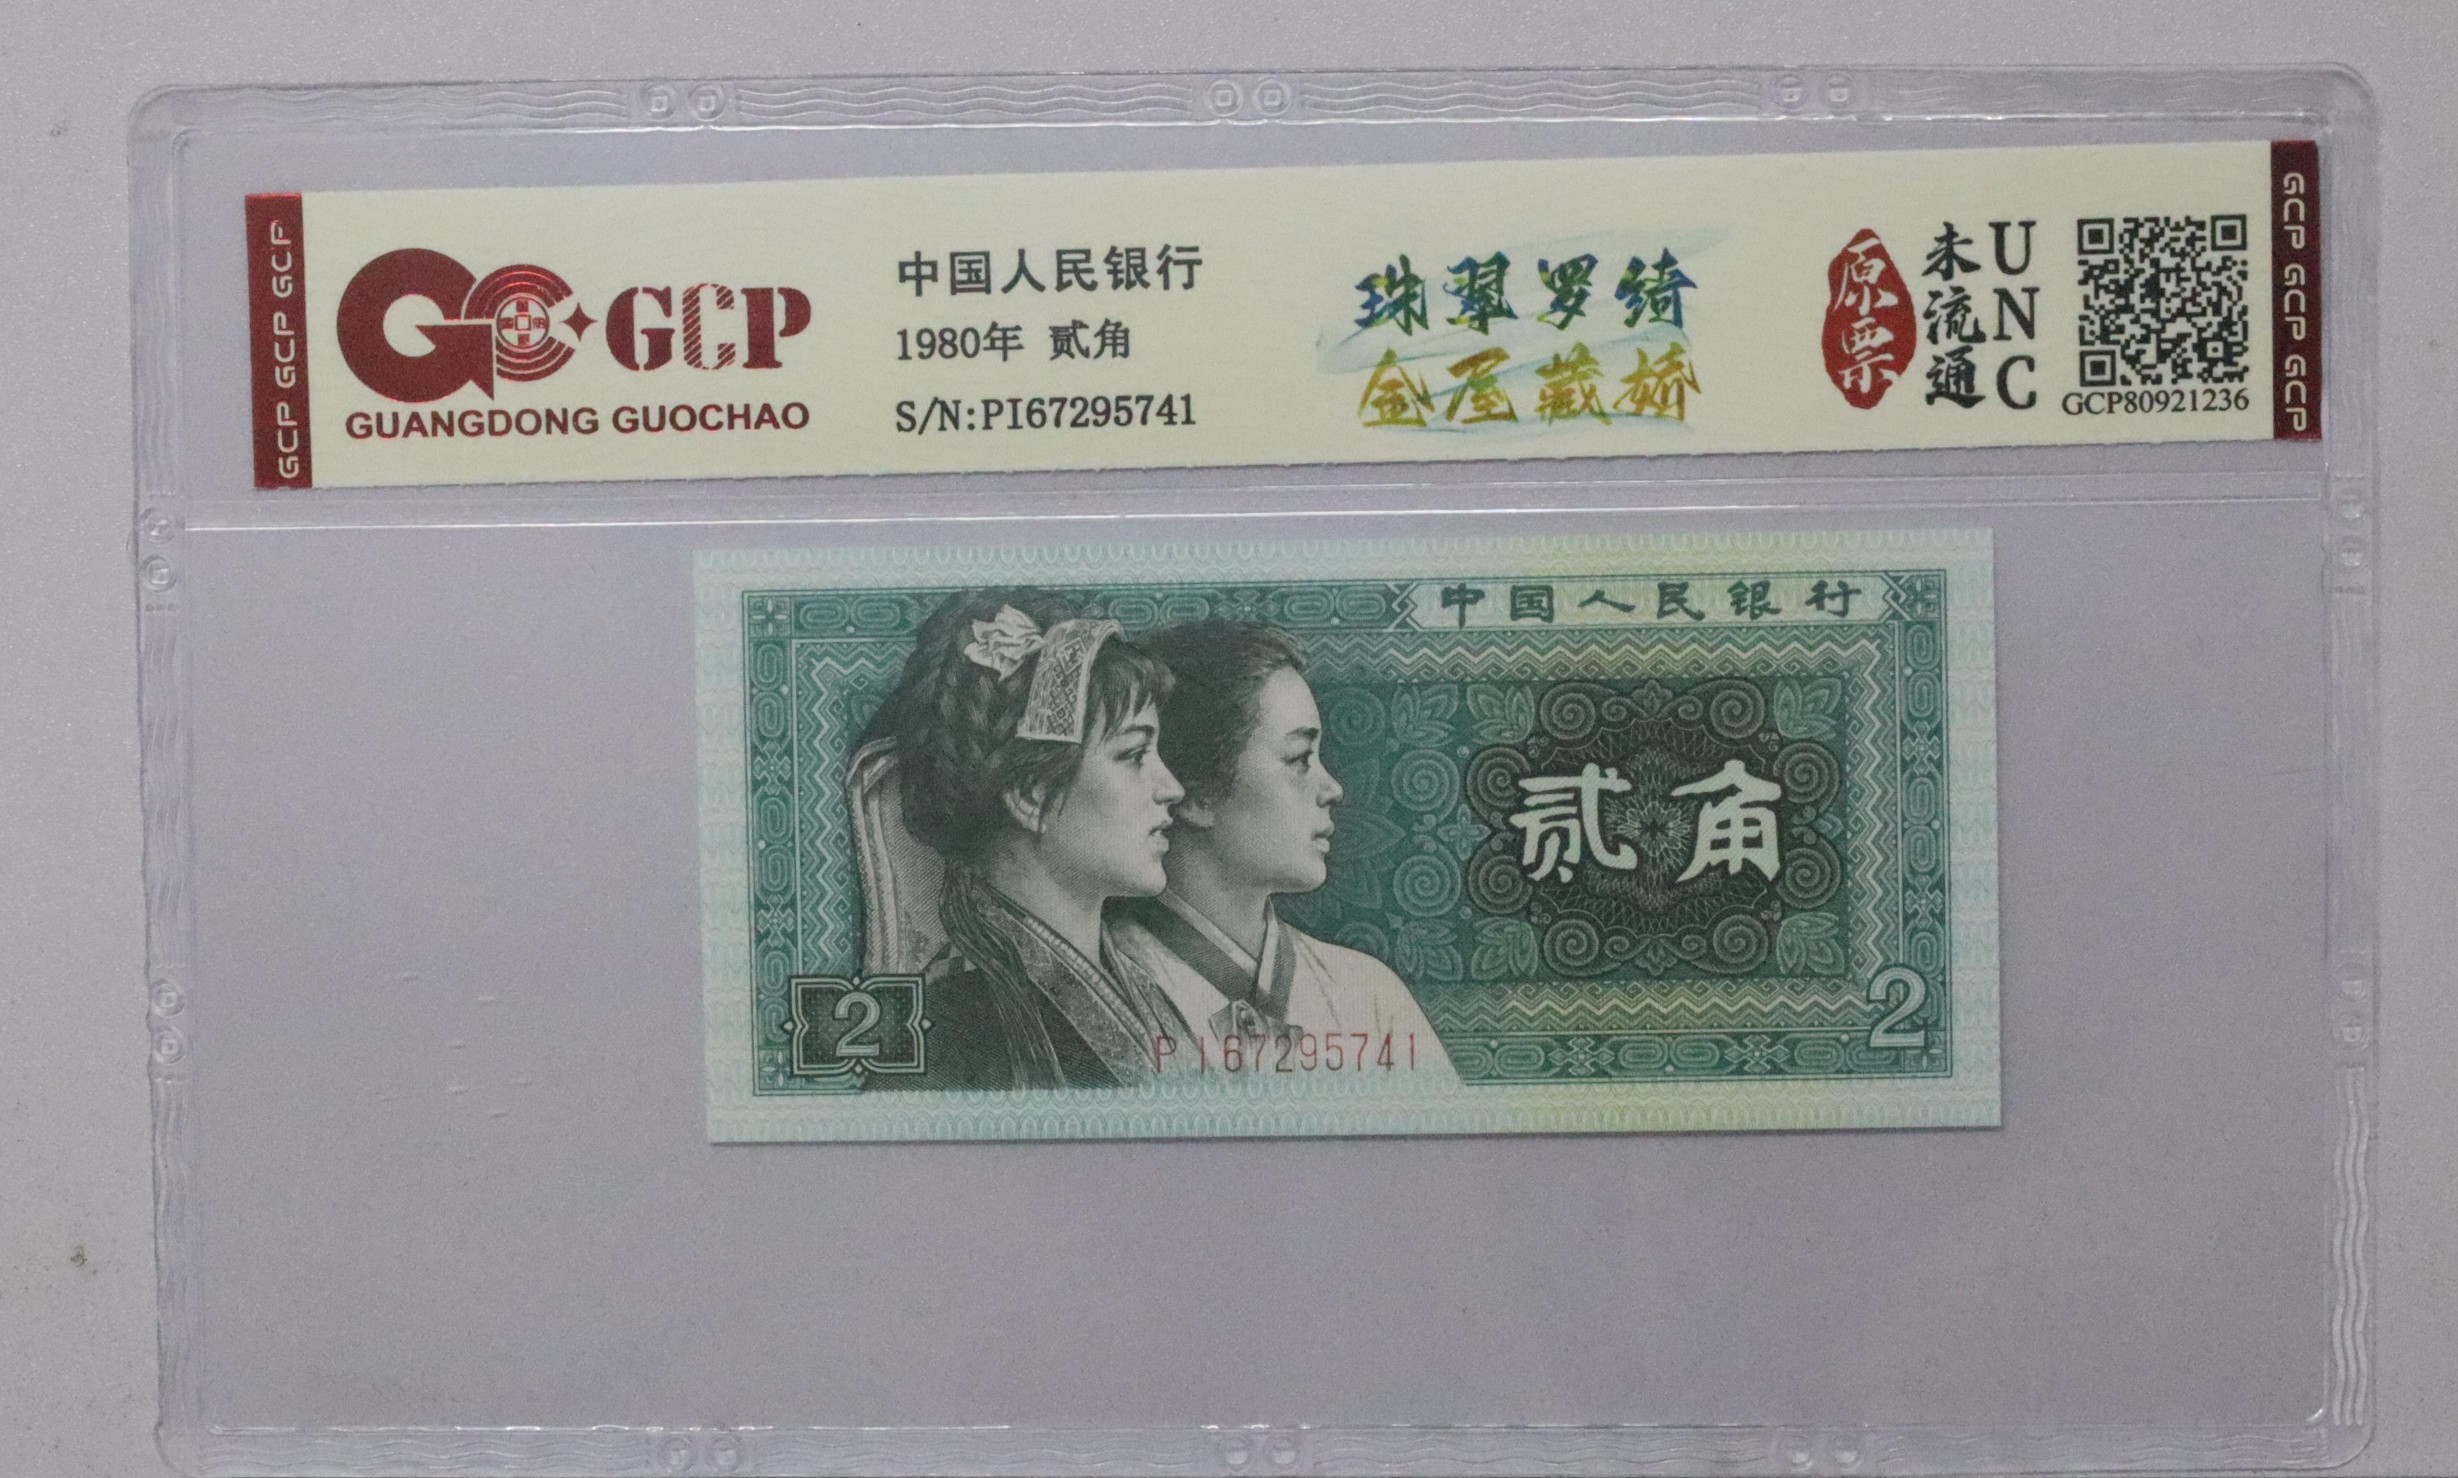 GCP GCP GCP
GCP
GUANGDONG GUOCHAO
中国人民银行
1980年 贰角
S/N:PI67295741
珠翠罗绮
金屋藏娇
原票
未流通
UNC
GCP80921236
GCP GCP GCP
中国人民银行
贰角
2
2
PI67295741